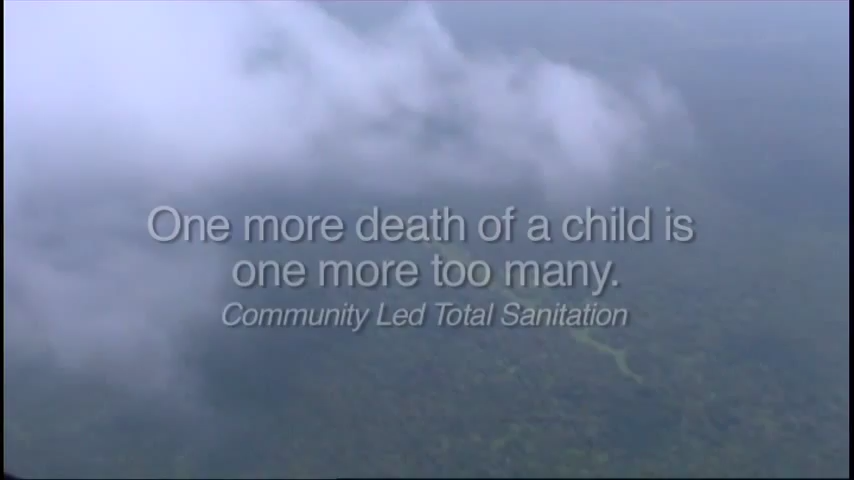 One more death of a child is
one more too many.
Community Led Total Sanitation